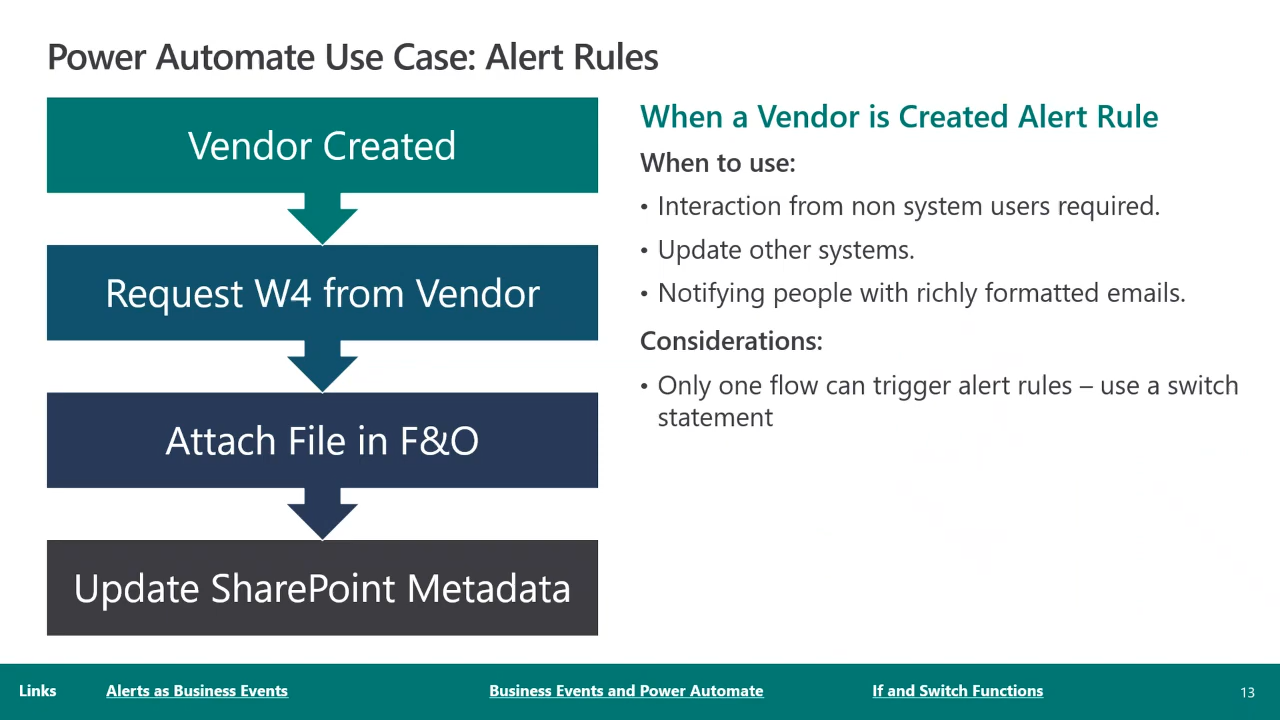 Power Automate Use Case: Alert Rules
Vendor Created
Request W4 from Vendor
Attach File in F&O
Update SharePoint Metadata
When a Vendor is Created Alert Rule
When to use:
• Interaction from non system users required.
• Update other systems.
• Notifying people with richly formatted emails.
Considerations:
• Only one flow can trigger alert rules – use a switch
statement
Links
Alerts as Business Events
Business Events and Power Automate
If and Switch Functions
13